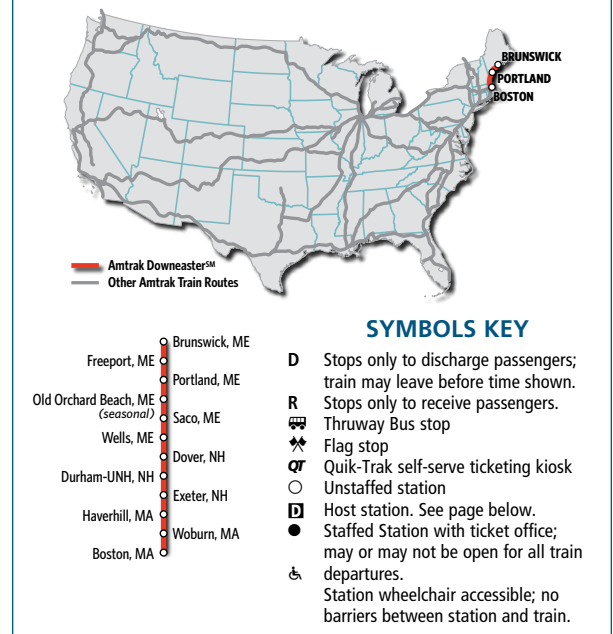 BRUNSWICK
PORTLAND
BOSTON
Amtrak Downeaster℠
Other Amtrak Train Routes
Brunswick, ME
Freeport, ME
Portland, ME
Old Orchard Beach, ME
(seasonal)
Saco, ME
Wells, ME
Dover, NH
Durham-UNH, NH
Exeter, NH
Haverhill, MA
Woburn, MA
Boston, MA
SYMBOLS KEY
D Stops only to discharge passengers;
train may leave before time shown.
R Stops only to receive passengers.
Thruway Bus stop
Flag stop
QT Quik-Trak self-serve ticketing kiosk
Unstaffed station
D Host station. See page below.
Staffed Station with ticket office;
may or may not be open for all train
departures.
Station wheelchair accessible; no
barriers between station and train.